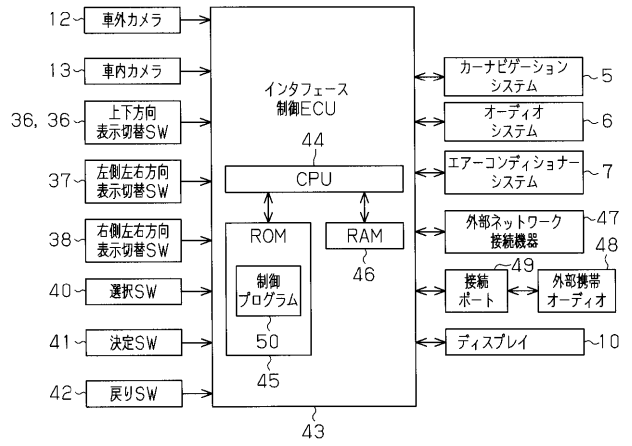 12
車外カメラ
13
車内カメラ
36, 36
上下方向
表示切替SW
37
左側左右方向
表示切替SW
38
右側左右方向
表示切替SW
40
選択SW
41
決定SW
42
戻りSW
インタフェース
制御ECU
44
CPU
ROM
RAM
46
制御
プログラム
50
45
43
カーナビゲーション
システム
5
オーディオ
システム
6
エアーコンディショナー
システム
7
外部ネットワーク
接続機器
47
49
48
接続
ポート
外部携帯
オーディオ
ディスプレイ
10